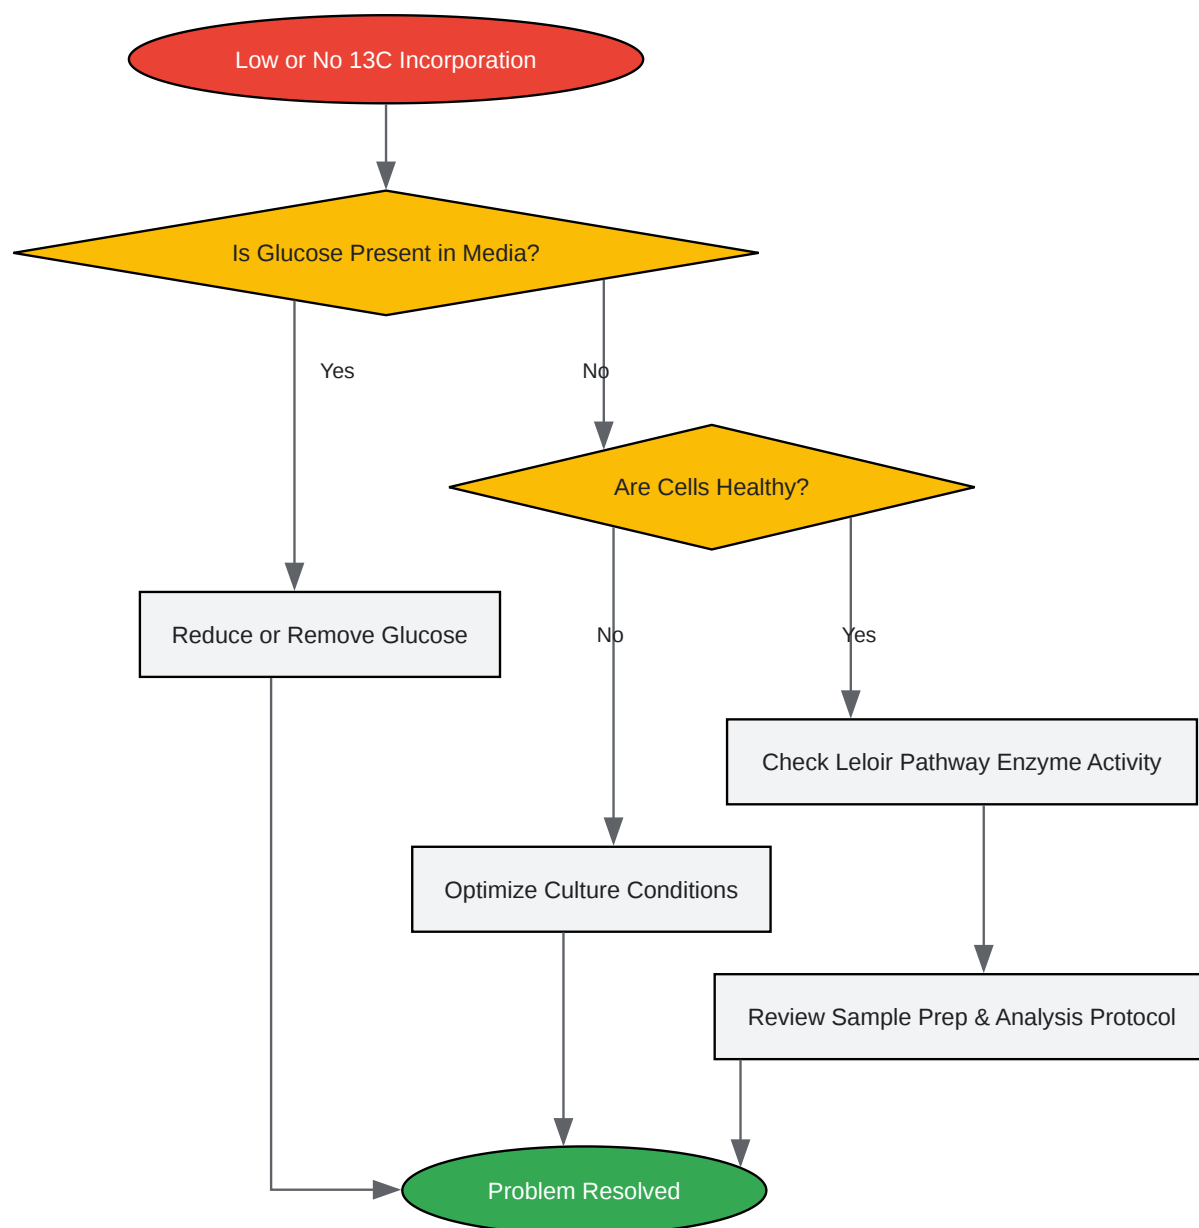 Low or No 13C Incorporation
Is Glucose Present in Media?
Yes
No
Are Cells Healthy?
Reduce or Remove Glucose
No
Yes
Check Leloir Pathway Enzyme Activity
Optimize Culture Conditions
Review Sample Prep & Analysis Protocol
Problem Resolved